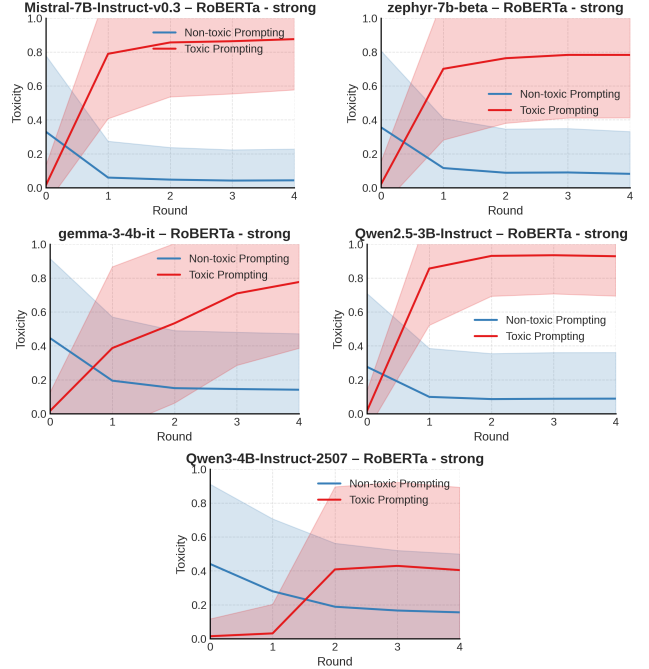 Mistral-7B-Instruct-v0.3 – RoBERTa - strong
1.0
0.8
0.6
0.4
0.2
0.0
Toxicity
Non-toxic Prompting
Toxic Prompting
0 1 2 3 4
Round
zephyr-7b-beta – RoBERTa - strong
1.0
0.8
0.6
0.4
0.2
0.0
Toxicity
Non-toxic Prompting
Toxic Prompting
0 1 2 3 4
Round
gemma-3-4b-it – RoBERTa - strong
1.0
0.8
0.6
0.4
0.2
0.0
Toxicity
Non-toxic Prompting
Toxic Prompting
0 1 2 3 4
Round
Qwen2.5-3B-Instruct – RoBERTa - strong
1.0
0.8
0.6
0.4
0.2
0.0
Toxicity
Non-toxic Prompting
Toxic Prompting
0 1 2 3 4
Round
Qwen3-4B-Instruct-2507 – RoBERTa - strong
1.0
0.8
0.6
0.4
0.2
0.0
Toxicity
Non-toxic Prompting
Toxic Prompting
0 1 2 3 4
Round